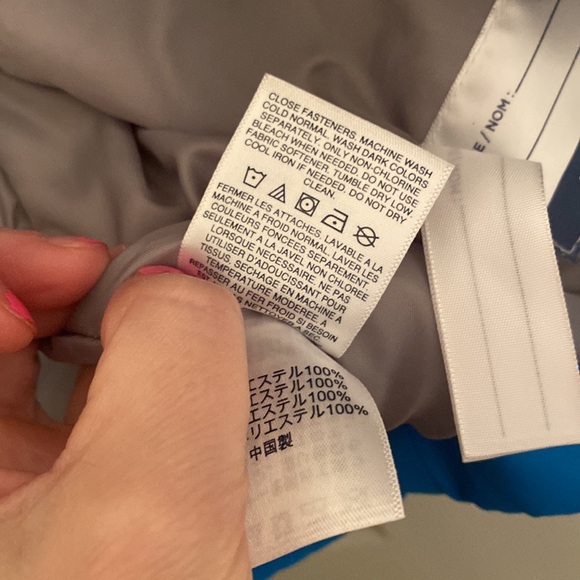 CLOSE FASTENERS, MACHINE WASH
COLD NORMAL. WASH DARK COLORS
SEPARATELY. ONLY NON-CHLORINE
BLEACH WHEN NEEDED. DO NOT USE
FABRIC SOFTENER. TUMBLE DRY LOW.
COOL IRON IF NEEDED. DO NOT DRY
CLEAN.
FERMER LES ATTACHES, LAVABLE A LA
MACHINE A FROID NORMAL. LAVER LES
COULEURS FONCEES SEPAREMENT.
SEULEMENT A LA JAVEL NON CHLOREE
LORSQUE NÉCESSAIRE. NE PAS
UTILISER D'ADOUCISSANT POUR
TISSUS. SECHAGE EN MACHINE A
TEMPERATURE MODEREE. A
REPASSER AU FER FROID SI BESOIN
NETTOYER A SEC.
エステル100%
エステル100%
エステル100%
リエステル100%
中国製
E / NOM :